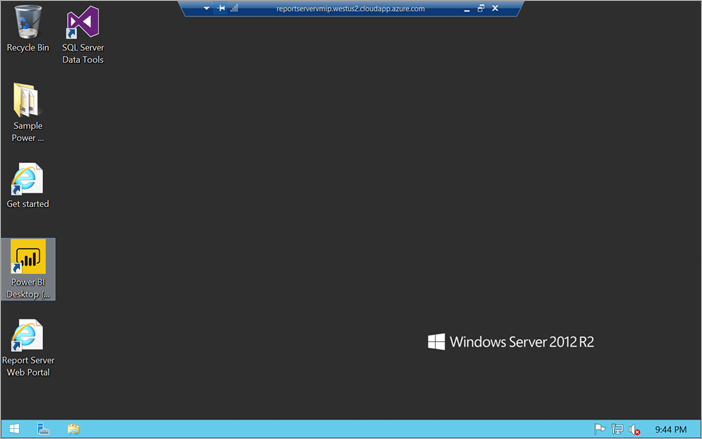 reportservervmip.westus2.cloudapp.azure.com
Recycle Bin
SQL Server
Data Tools
Sample
Power ...
Get started
Power BI
Desktop (...
Report Server
Web Portal
Windows Server 2012 R2
9:44 PM